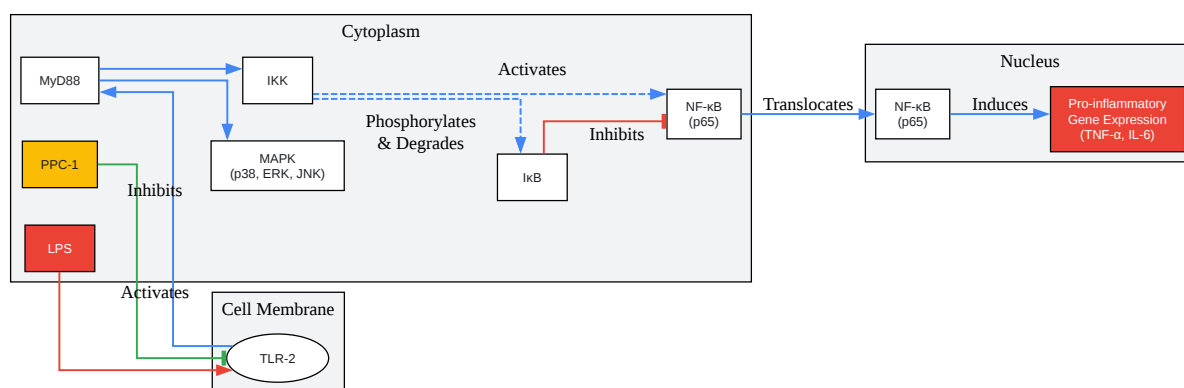 Cytoplasm
MyD88
IKK
Activates
NF-κB
(p65)
Translocates
Nucleus
NF-κB
(p65)
Induces
Pro-inflammatory
Gene Expression
(TNF-α, IL-6)
Phosphorylates
& Degrades
Inhibits
PPC-1
MAPK
(p38, ERK, JNK)
IκB
Inhibits
LPS
Activates
Cell Membrane
TLR-2